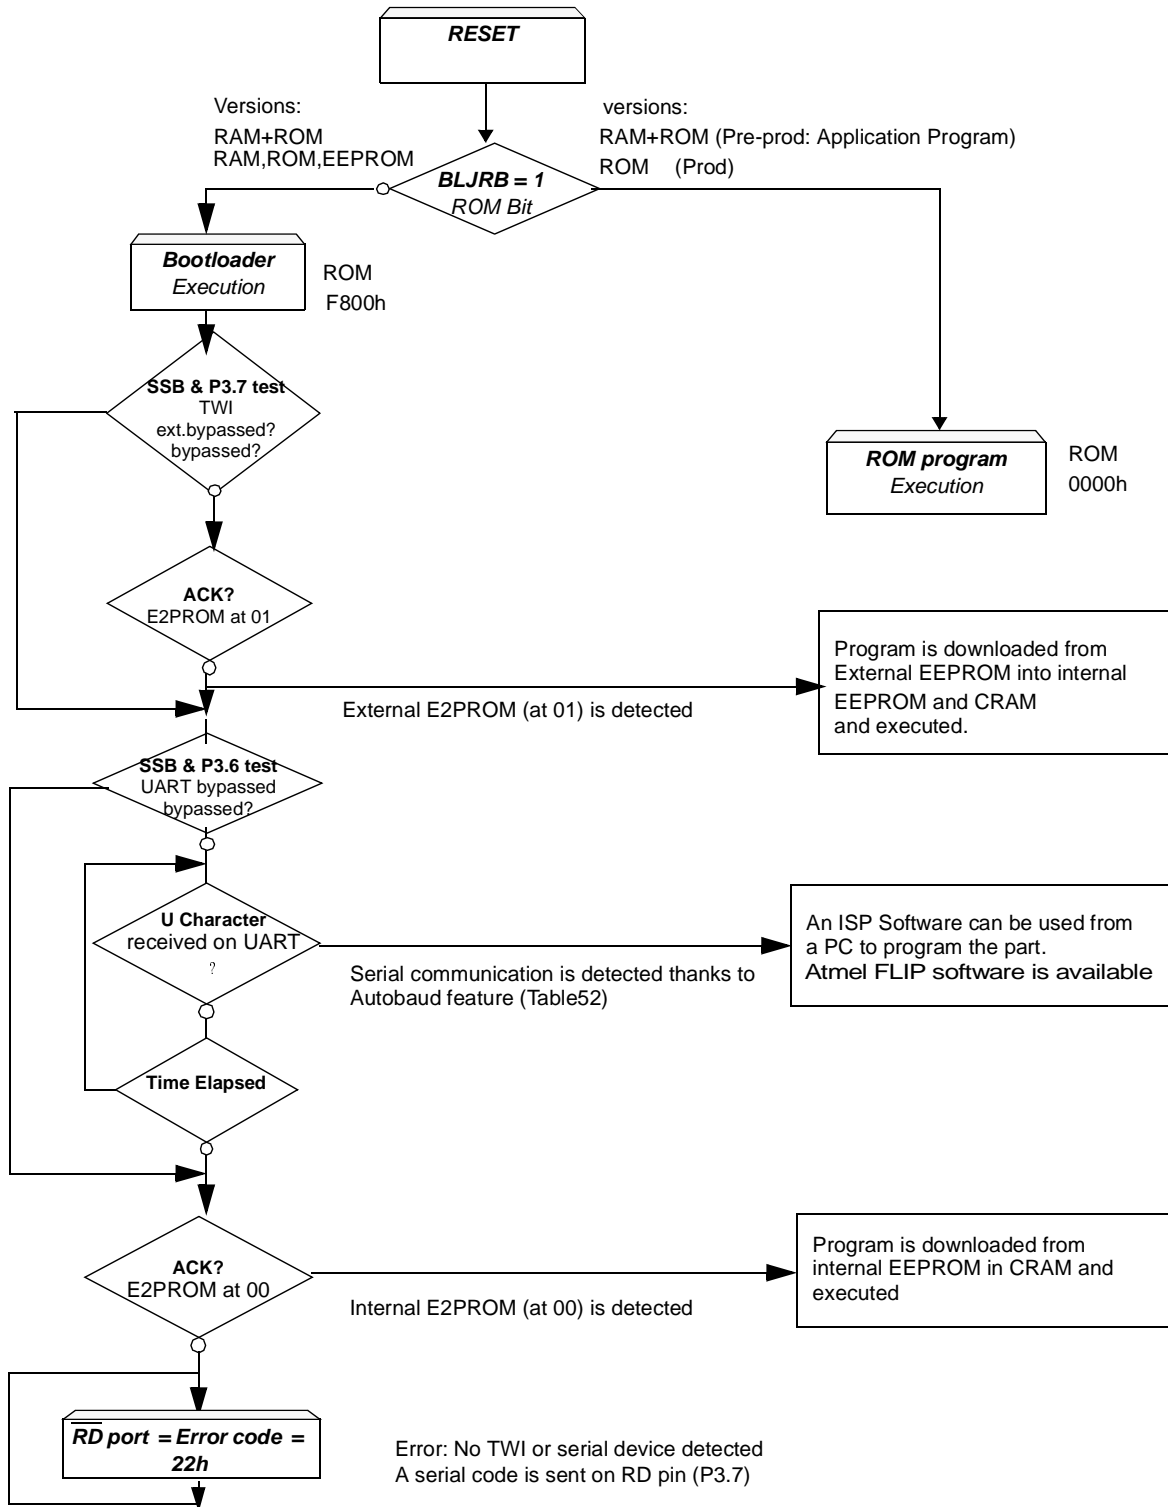 RESET
Versions:
RAM+ROM
RAM,ROM,EEPROM
versions:
RAM+ROM (Pre-prod: Application Program)
ROM (Prod)
BLJRB = 1
ROM Bit
Bootloader
Execution
ROM
F800h
SSB & P3.7 test
TWI
ext.bypassed?
bypassed?
ROM program
Execution
ROM
0000h
ACK?
E2PROM at 01
External E2PROM (at 01) is detected
Program is downloaded from
External EEPROM into internal
EEPROM and CRAM
and executed.
SSB & P3.6 test
UART bypassed
bypassed?
U Character
received on UART
?
Serial communication is detected thanks to
Autobaud feature (Table52)
An ISP Software can be used from
a PC to program the part.
Atmel FLIP software is available
Time Elapsed
ACK?
E2PROM at 00
Internal E2PROM (at 00) is detected
Program is downloaded from
internal EEPROM in CRAM and
executed
R̅D̅ port = Error code =
22h
Error: No TWI or serial device detected
A serial code is sent on RD pin (P3.7)